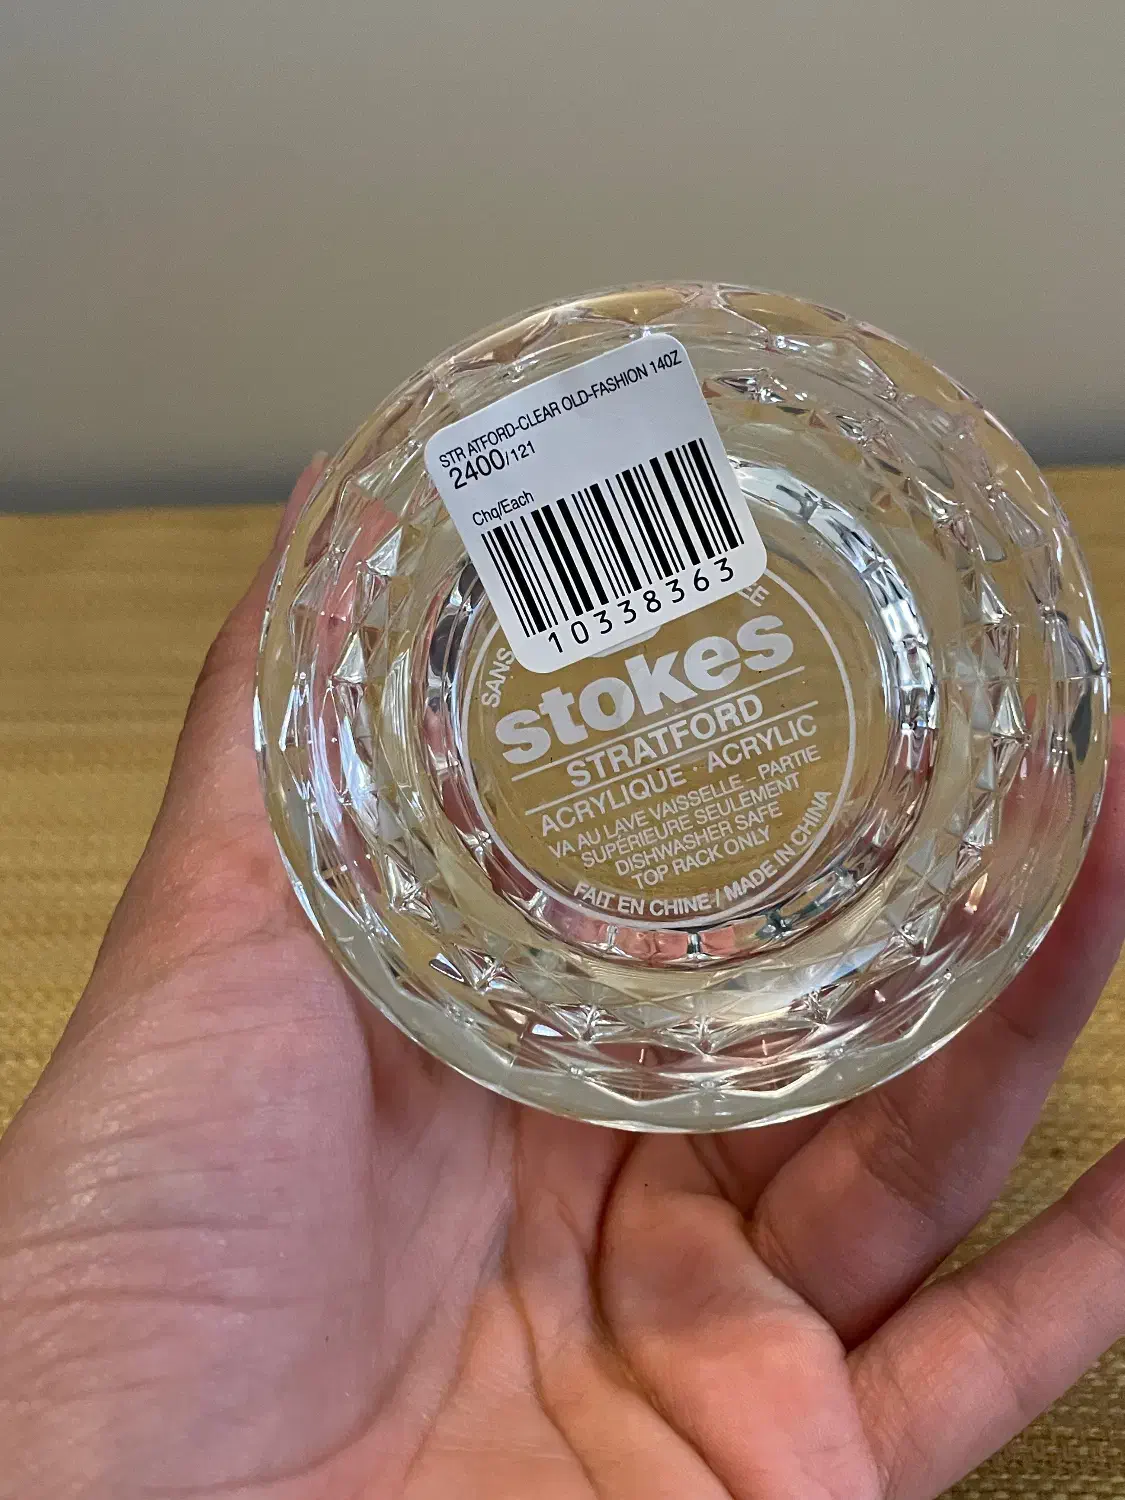 STR ATFORD-CLEAR OLD-FASHION 14OZ
2400/121
Chq/Each
10338363
SANS
stokes
STRATFORD
ACRYLIQUE · ACRYLIC
VA AU LAVE VAISSELLE – PARTIE
SUPÉRIEURE SEULEMENT
DISHWASHER SAFE
TOP RACK ONLY
FAIT EN CHINE / MADE IN CHINA